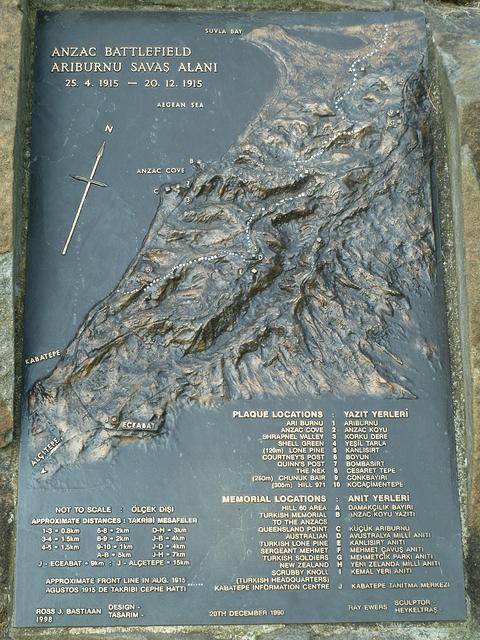 SUVLA BAY
ANZAC BATTLEFIELD
ARIBURNU SAVAŞ ALANI
25. 4. 1915 — 20. 12. 1915
AEGEAN SEA
N
ANZAC COVE
KABATEPE
ECEABAT
ALÇITEPE
PLAQUE LOCATIONS : YAZIT YERLERİ
ARI BURNU 1 ARIBURNU
ANZAC COVE 2 ANZAC KOYU
SHRAPNEL VALLEY 3 KORKU DERE
SHELL GREEN 4 YEŞİL TARLA
(120m) LONE PINE 5 KANLISIRT
COURTNEY'S POST 6 BOYUN
QUINN'S POST 7 BOMBASIRT
THE NEK 8 CESARET TEPE
(260m) CHUNUK BAIR 9 CONKBAYIRI
(305m) HILL 971 10 KOCAÇİMENTEPE
MEMORIAL LOCATIONS : ANIT YERLERİ
HILL 60 AREA A DAMAKÇILIK BAYIRI
TURKISH MEMORIAL B ANZAC KOYU YAZITI
TO THE ANZACS
QUEENSLAND POINT C KÜÇÜK ARIBURNU
AUSTRALIAN D AVUSTRALYA MİLLİ ANITI
TURKISH LONE PINE E KANLISIRT ANITI
SERGEANT MEHMET F MEHMET ÇAVUŞ ANITI
TURKISH SOLDIERS G MEHMETÇİK PARKI ANITI
NEW ZEALAND H YENİ ZELANDA MİLLİ ANITI
SCRUBBY KNOLL I KEMAL YERİ ANITI
(TURKISH HEADQUARTERS)
KABATEPE INFORMATION CENTRE J KABATEPE TANITMA MERKEZİ
NOT TO SCALE : ÖLÇEK DIŞI
APPROXIMATE DISTANCES : TAKRİBİ MESAFELER
1-3 = 0.8km 5-8 = 2km D-H = 3km
3-4 = 1.5km 8-9 = 2km J-B = 4km
4-5 = 1.5km 9-10 = 1km J-D = 4km
A-B = 5km J-H = 7km
J - ECEABAT = 9km : J - ALÇITEPE = 15km
APPROXIMATE FRONT LINE IN AUG. 1915 ......
AGUSTOS 1915 DE TAKRİBİ CEPHE HATTI
ROSS J. BASTIAAN DESIGN -
1998 TASARIM -
20TH DECEMBER 1990
RAY EWERS SCULPTOR -
HEYKELTRAŞ -